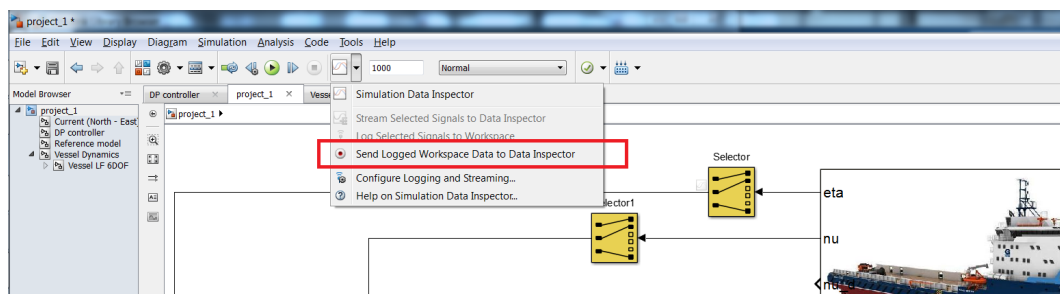 project_1 *
File Edit View Display Diagram Simulation Analysis Code Tools Help
1000 Normal
Model Browser
DP controller project_1 Vess
project_1
project_1
Current (North - East
DP controller
Reference model
Vessel Dynamics
Vessel LF 6DOF
Simulation Data Inspector
Stream Selected Signals to Data Inspector
Log Selected Signals to Workspace
Send Logged Workspace Data to Data Inspector
Configure Logging and Streaming...
Help on Simulation Data Inspector...
Selector
lector1
eta
nu